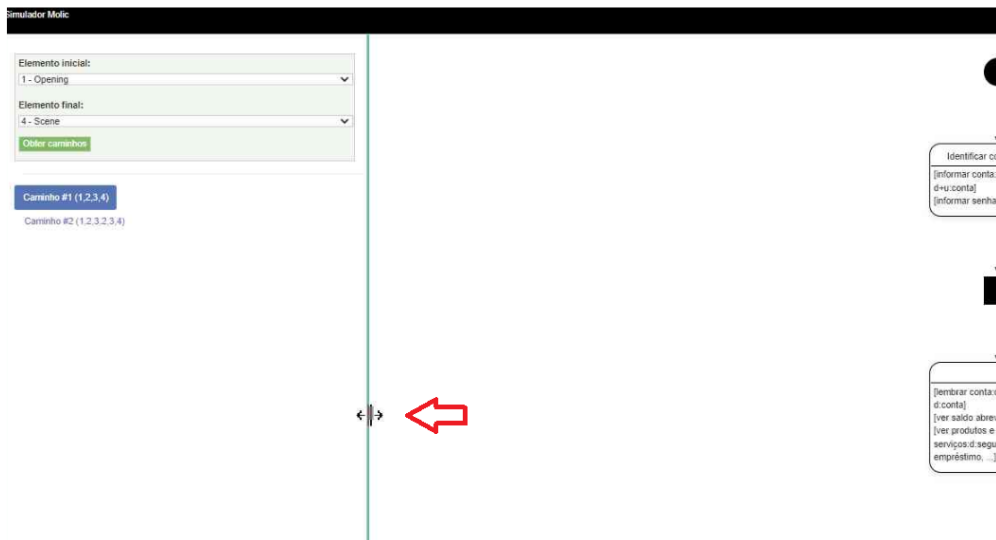 Simulador Molic
Elemento inicial:
1 - Opening
Elemento final:
4 - Scene
Obter caminhos
Caminho #1 (1,2,3,4)
Caminho #2 (1,2,3,2,3,4)
Identificar co
[informar conta:
d+u:conta]
[informar senha
[lembrar conta:d
d:conta]
[ver saldo abrev
[ver produtos e
serviços:d:segu
empréstimo, ...]